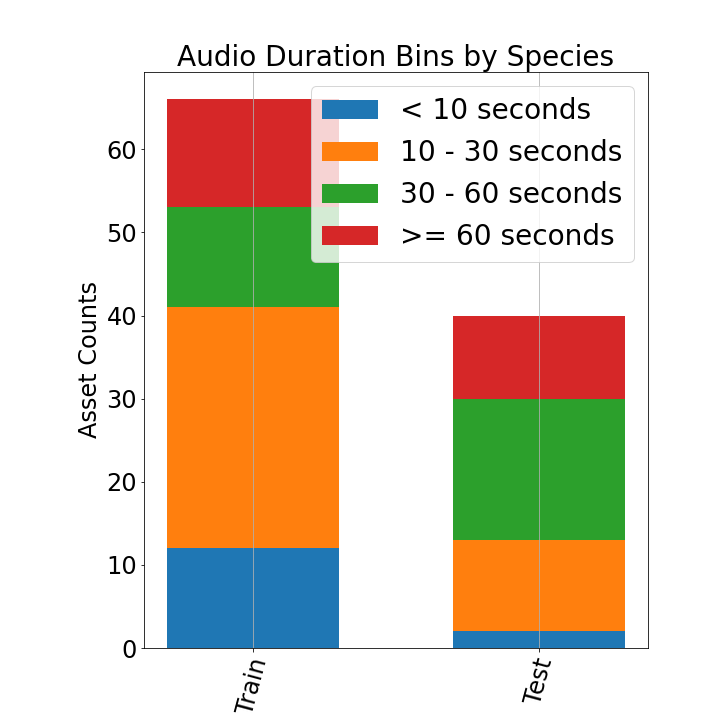 Audio Duration Bins by Species
< 10 seconds
10 - 30 seconds
30 - 60 seconds
>= 60 seconds
Asset Counts
60
50
40
30
20
10
0
Train
Test